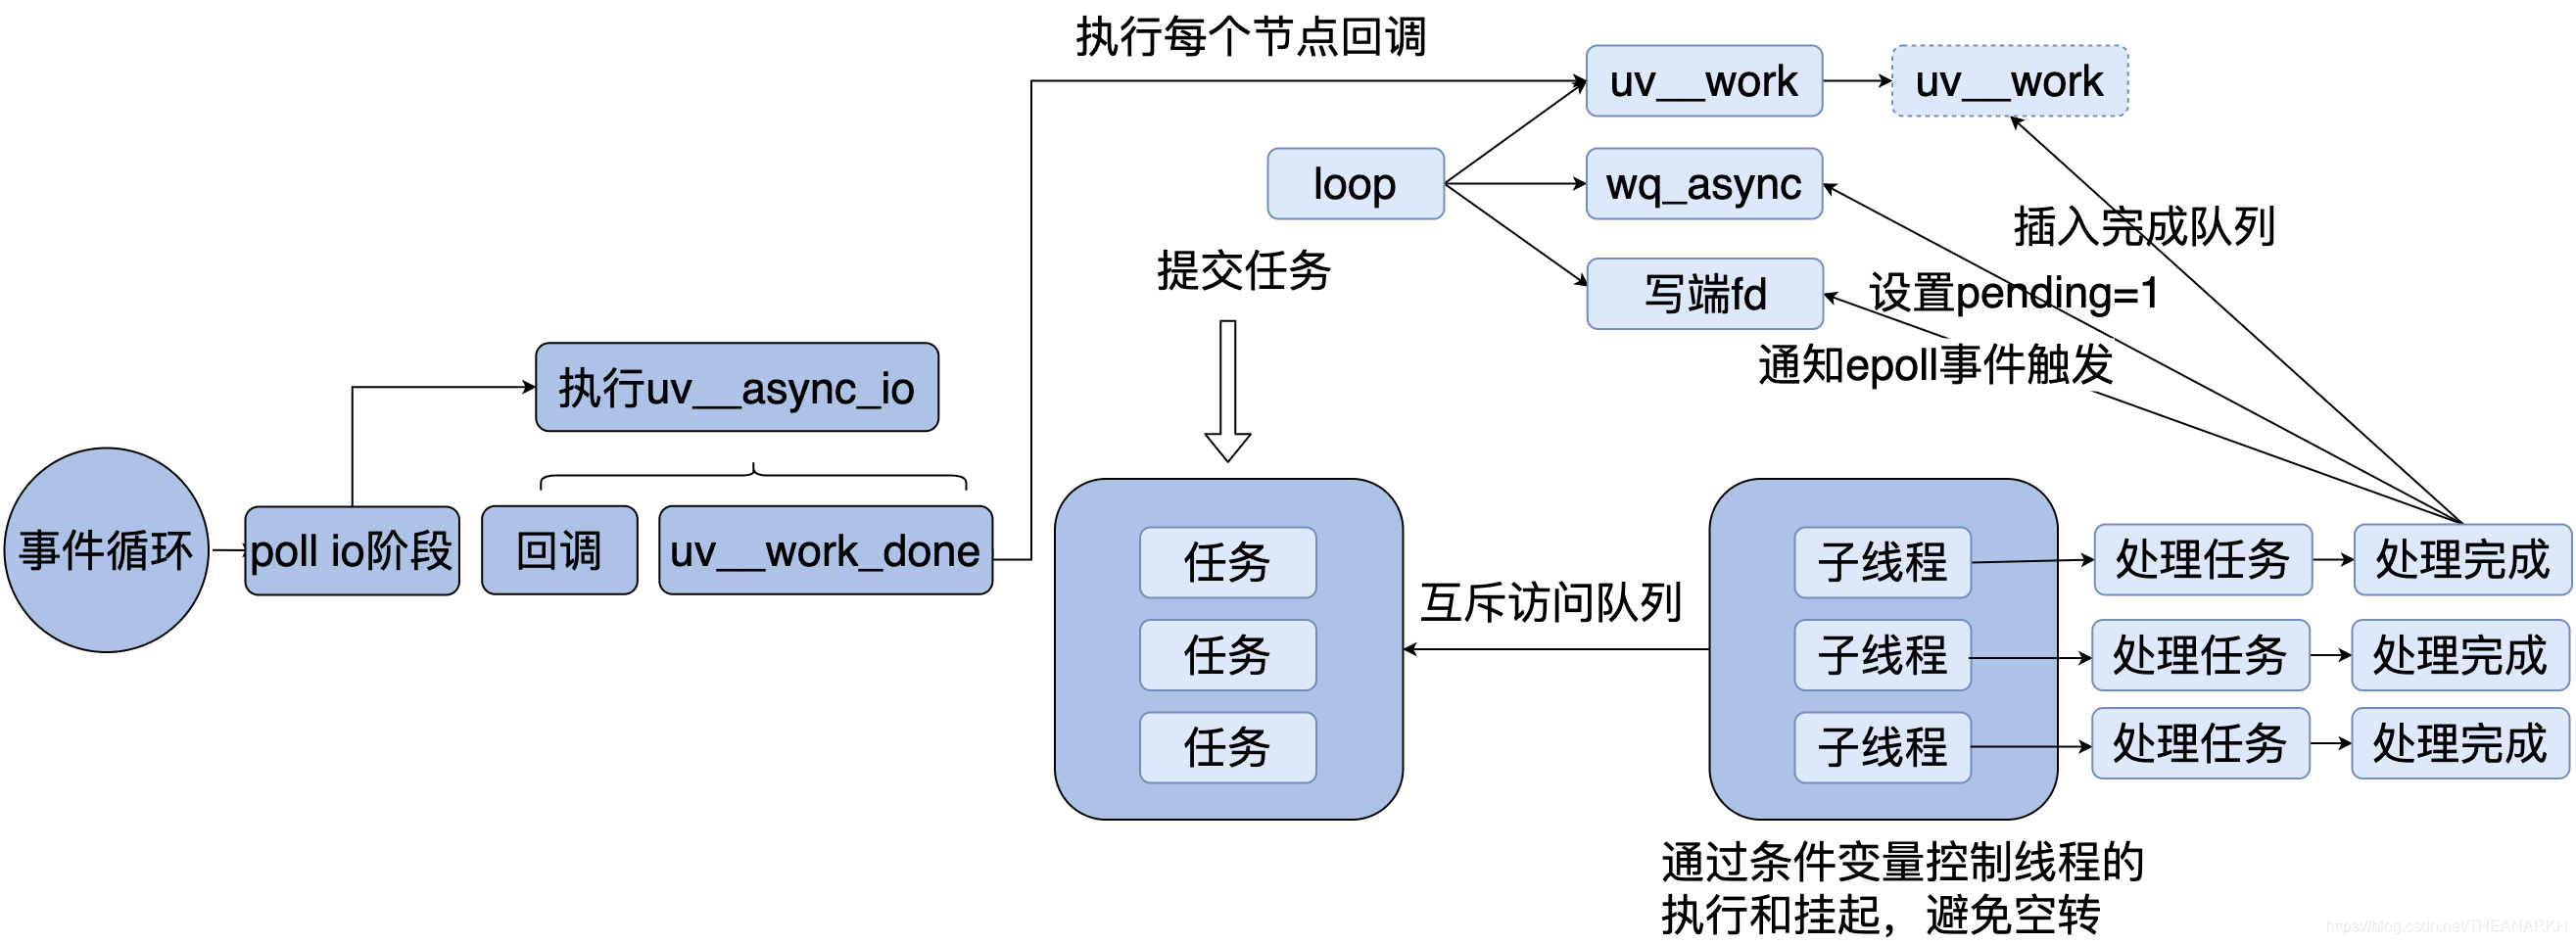 执行每个节点回调
uv__work
uv__work
loop
wq_async
插入完成队列
提交任务
写端fd
设置pending=1
通知epoll事件触发
执行uv__async_io
事件循环
poll io阶段
回调
uv__work_done
任务
任务
任务
互斥访问队列
子线程
处理任务
处理完成
子线程
处理任务
处理完成
子线程
处理任务
处理完成
通过条件变量控制线程的
执行和挂起，避免空转
https://blog.csdn.net/THEANARKH